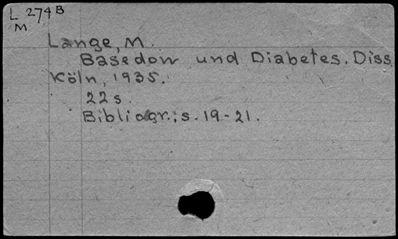 L 274B
M
Lange, M.
Basedow und Diabetes. Diss
Köln, 1935.
22 s.
Bibliogr.; s. 19-21.